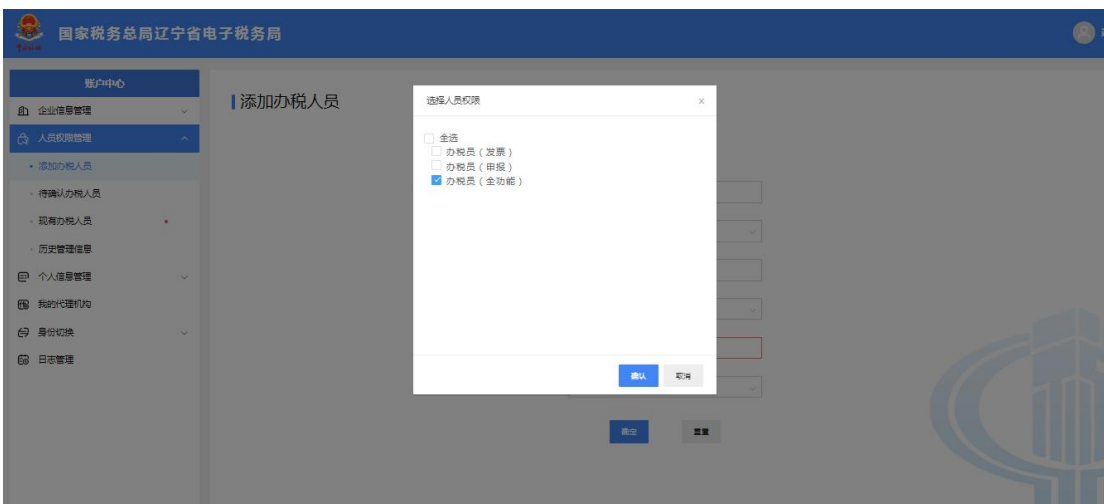 国家税务总局辽宁省电子税务局
账户中心
企业信息管理
人员权限管理
添加办税人员
待确认办税人员
现有办税人员
历史管理信息
个人信息管理
我的代理机构
身份切换
日志管理
添加办税人员
选择人员权限
全选
办税员（发票）
办税员（申报）
办税员（全功能）
确认 取消
确定 重置